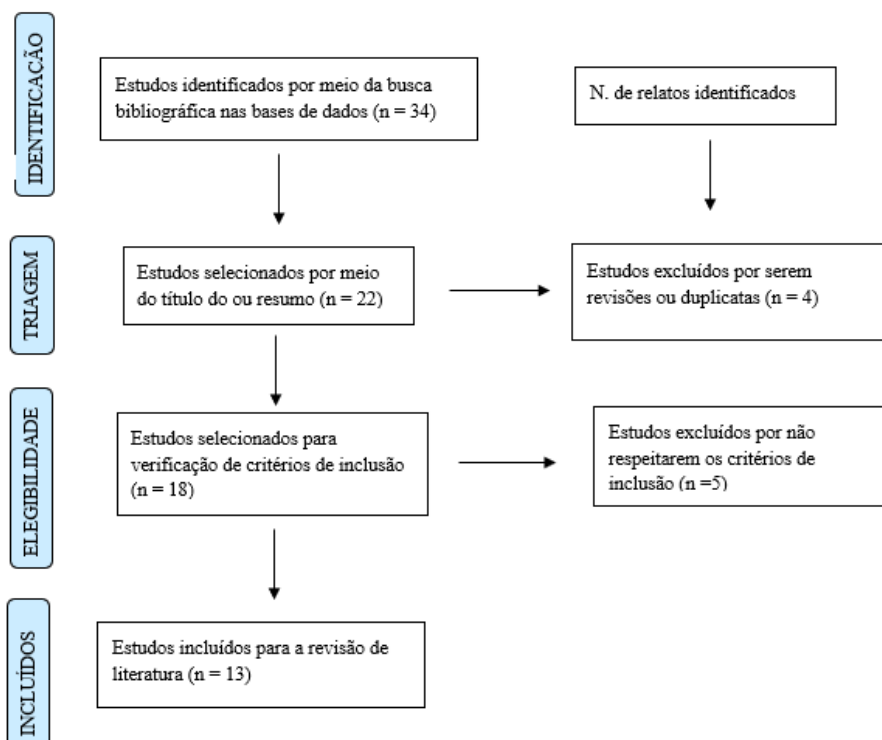 IDENTIFICAÇÃO
Estudos identificados por meio da busca
bibliográfica nas bases de dados (n = 34)
N. de relatos identificados
TRIAGEM
Estudos selecionados por meio
do título do ou resumo (n = 22)
Estudos excluídos por serem
revisões ou duplicatas (n = 4)
ELEGIBILIDADE
Estudos selecionados para
verificação de critérios de inclusão
(n = 18)
Estudos excluídos por não
respeitarem os critérios de
inclusão (n =5)
INCLUÍDOS
Estudos incluídos para a revisão de
literatura (n = 13)